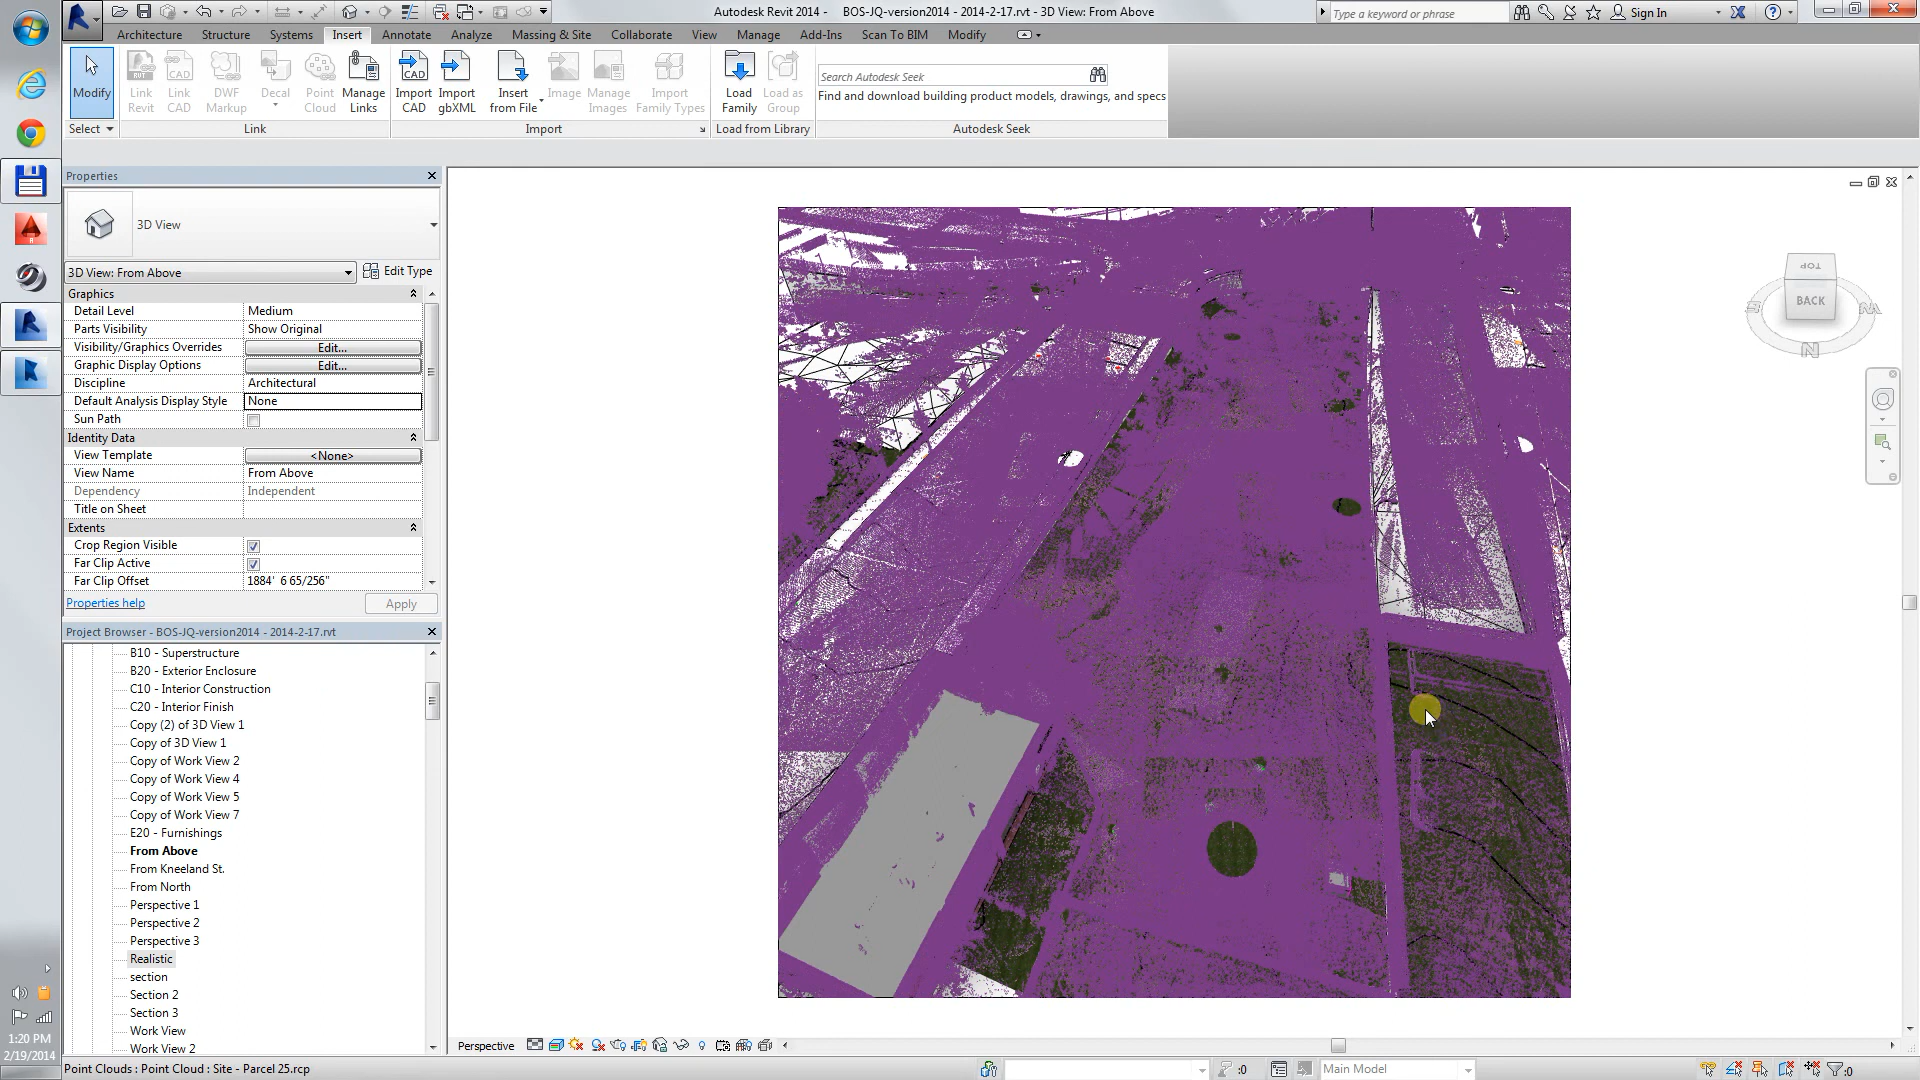 Autodesk Revit 2014 - BOS-JQ-version2014 - 2014-2-17.rvt - 3D View: From Above
Type a keyword or phrase
Sign In
Architecture Structure Systems Insert Annotate Analyze Massing & Site Collaborate View Manage Add-Ins Scan To BIM Modify
Modify
Link Revit
Link CAD
DWF Markup
Decal
Point Cloud
Manage Links
Import CAD
Import gbXML
Insert from File
Image
Manage Images
Import Family Types
Load Family
Load as Group
Search Autodesk Seek
Find and download building product models, drawings, and specs
Select Link Import Load from Library Autodesk Seek
Properties
3D View
3D View: From Above Edit Type
Graphics
Detail Level Medium
Parts Visibility Show Original
Visibility/Graphics Overrides Edit...
Graphic Display Options Edit...
Discipline Architectural
Default Analysis Display Style None
Sun Path
Identity Data
View Template <None>
View Name From Above
Dependency Independent
Title on Sheet
Extents
Crop Region Visible
Far Clip Active
Far Clip Offset 1884' 6 65/256"
Properties help Apply
Project Browser - BOS-JQ-version2014 - 2014-2-17.rvt
B10 - Superstructure
B20 - Exterior Enclosure
C10 - Interior Construction
C20 - Interior Finish
Copy (2) of 3D View 1
Copy of 3D View 1
Copy of Work View 2
Copy of Work View 4
Copy of Work View 5
Copy of Work View 7
E20 - Furnishings
From Above
From Kneeland St.
From North
Perspective 1
Perspective 2
Perspective 3
Realistic
section
Section 2
Section 3
Work View
Work View 2
TOP
BACK
S
W
N
Perspective
1:20 PM
2/19/2014
Point Clouds : Point Cloud : Site - Parcel 25.rcp
:0
Main Model
:0